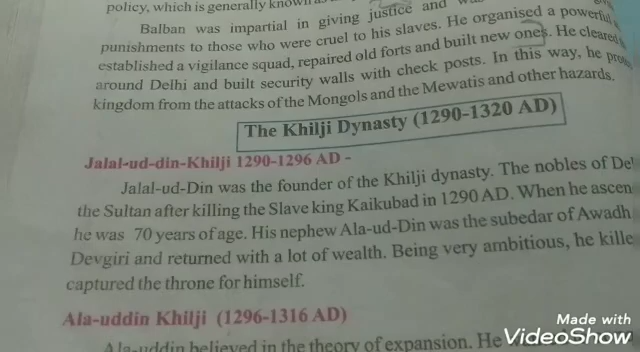 policy, which is generally known
Balban was impartial in giving justice and
punishments to those who were cruel to his slaves. He organised a powerful
established a vigilance squad, repaired old forts and built new ones. He cleared
around Delhi and built security walls with check posts. In this way, he
kingdom from the attacks of the Mongols and the Mewatis and other hazards.
The Khilji Dynasty (1290-1320 AD)
Jalal-ud-din-Khilji 1290-1296 AD -
Jalal-ud-Din was the founder of the Khilji dynasty. The nobles of
the Sultan after killing the Slave king Kaikubad in 1290 AD. When he
he was 70 years of age. His nephew Ala-ud-Din was the subedar of Awadh
Devgiri and returned with a lot of wealth. Being very ambitious, he
captured the throne for himself.
Ala-uddin Khilji (1296-1316 AD)
Ala-uddin believed in the theory of expansion. He
Made with
VideoShow